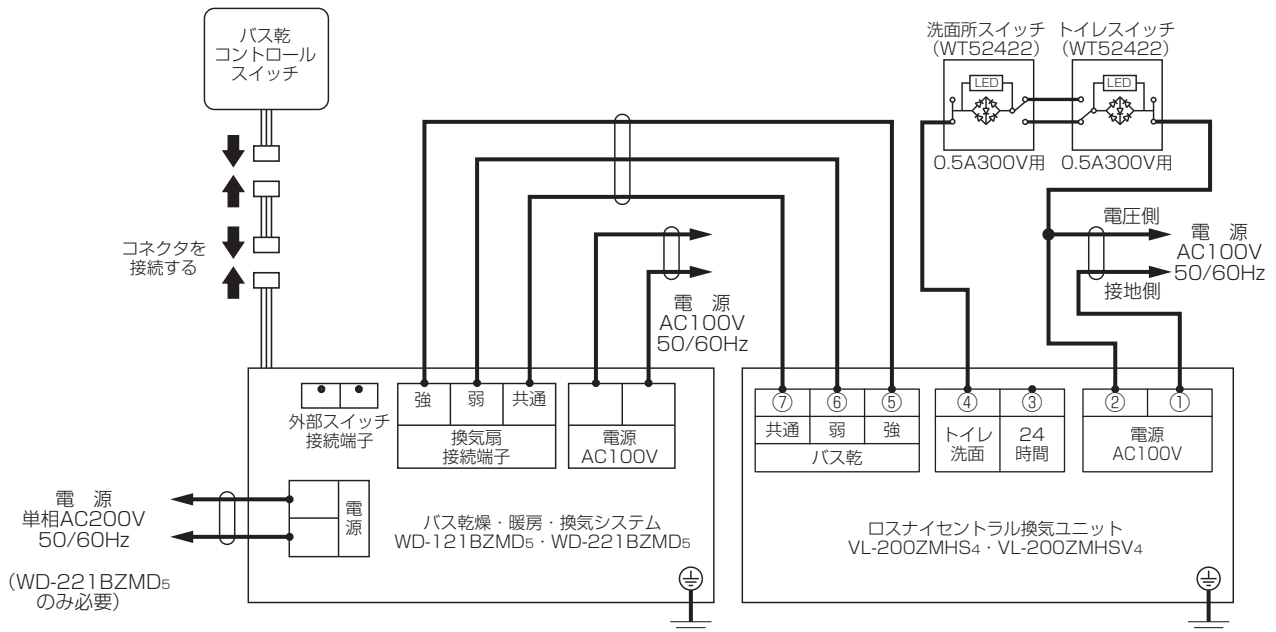 バス乾
コントロール
スイッチ
コネクタを
接続する
洗面所スイッチ
(WT52422)
LED
0.5A300V用
トイレスイッチ
(WT52422)
LED
0.5A300V用
電圧側
接地側
電　源
AC100V
50/60Hz
電　源
AC100V
50/60Hz
外部スイッチ
接続端子
強
弱
共通
換気扇
接続端子
電源
AC100V
電　源
単相AC200V
50/60Hz
(WD-221BZMD5
のみ必要)
電
源
バス乾燥・暖房・換気システム
WD-121BZMD5・WD-221BZMD5
⑦
⑥
⑤
共通
弱
強
バス乾
④
③
トイレ
洗面
24
時間
②
①
電源
AC100V
ロスナイセントラル換気ユニット
VL-200ZMHS4・VL-200ZMHSV4